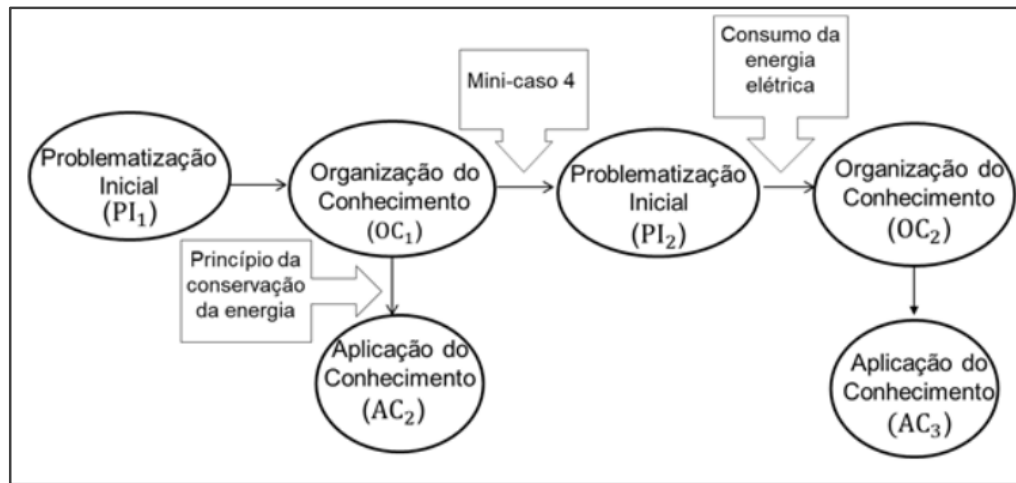 Problematização
Inicial
(PI₁)
Organização do
Conhecimento
(OC₁)
Mini-caso 4
Problematização
Inicial
(PI₂)
Consumo da
energia
elétrica
Organização do
Conhecimento
(OC₂)
Princípio da
conservação
da energia
Aplicação do
Conhecimento
(AC₂)
Aplicação do
Conhecimento
(AC₃)